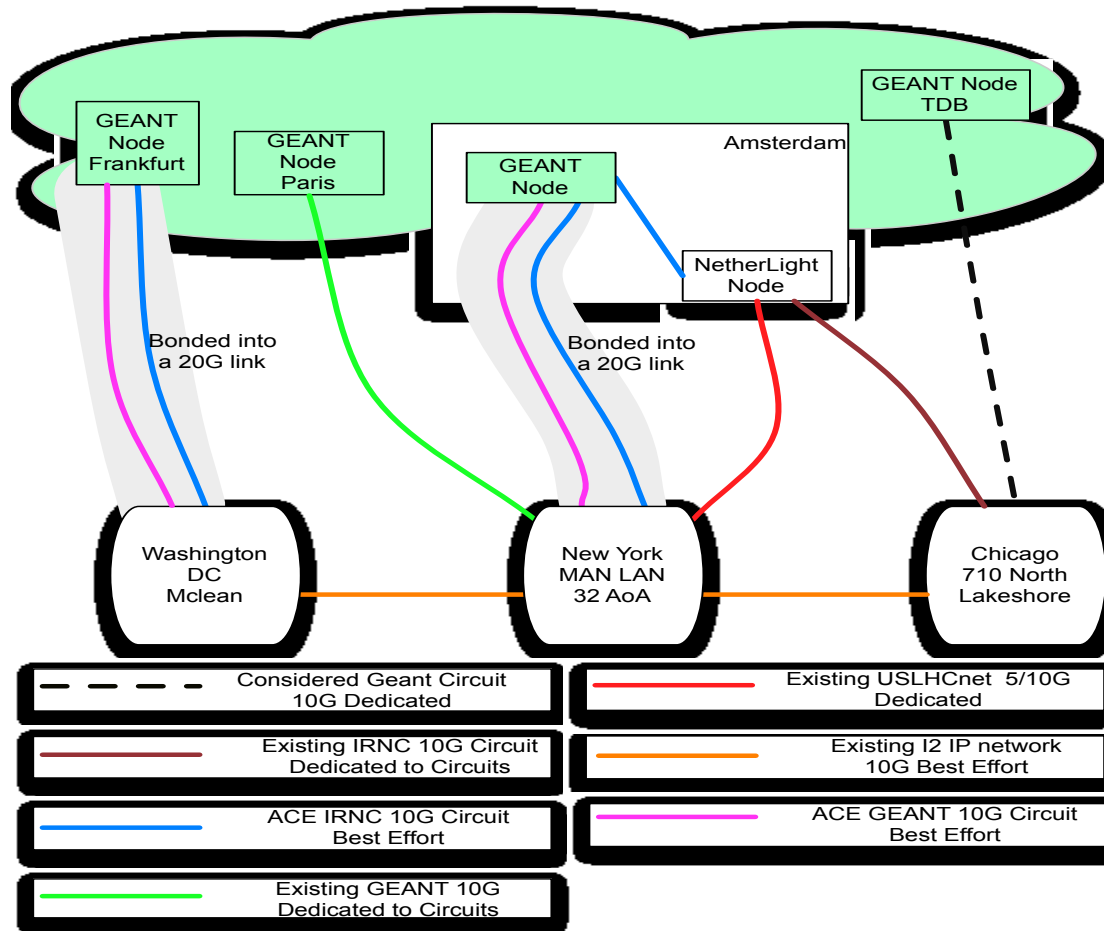 GEANT
Node
Frankfurt
GEANT
Node
Paris
Amsterdam
GEANT
Node
GEANT Node
TDB
NetherLight
Node
Bonded into
a 20G link
Bonded into
a 20G link
Washington
DC
Mclean
New York
MAN LAN
32 AoA
Chicago
710 North
Lakeshore
Considered Geant Circuit
10G Dedicated
Existing USLHCnet 5/10G
Dedicated
Existing IRNC 10G Circuit
Dedicated to Circuits
Existing I2 IP network
10G Best Effort
ACE IRNC 10G Circuit
Best Effort
ACE GEANT 10G Circuit
Best Effort
Existing GEANT 10G
Dedicated to Circuits